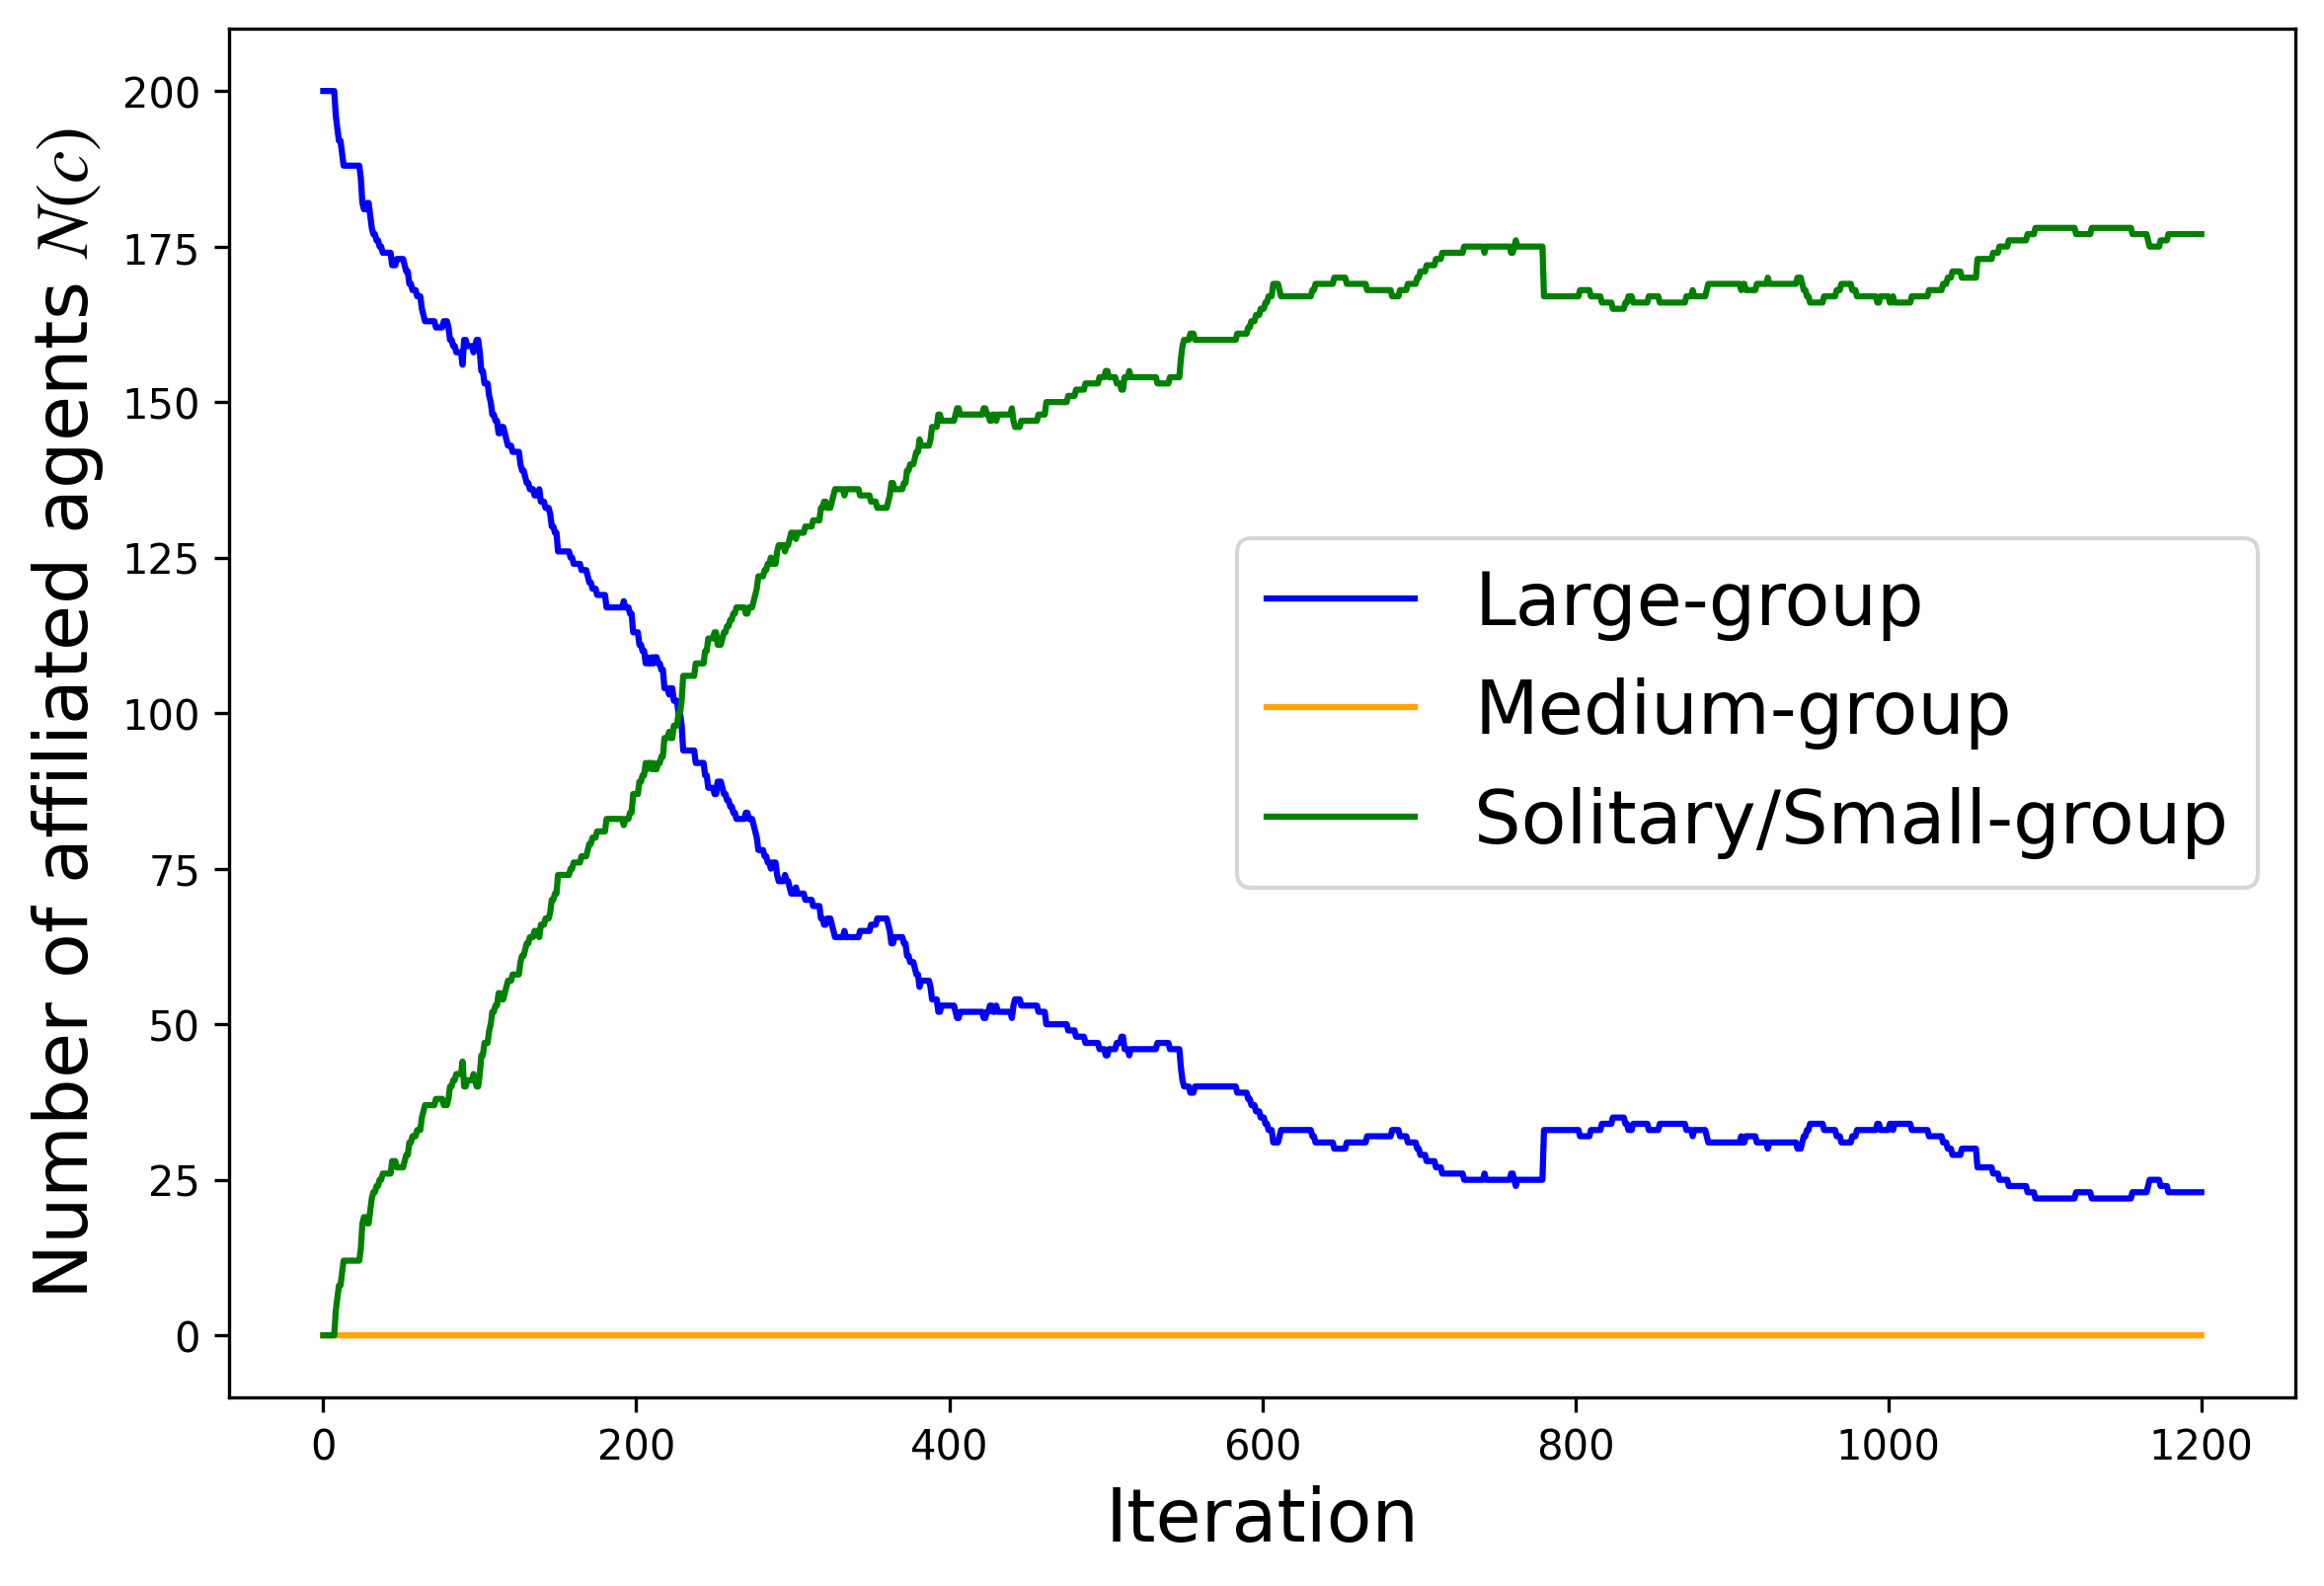 Number of affiliated agents N(c)
200
175
150
125
100
75
50
25
0
Large-group
Medium-group
Solitary/Small-group
0 200 400 600 800 1000 1200
Iteration